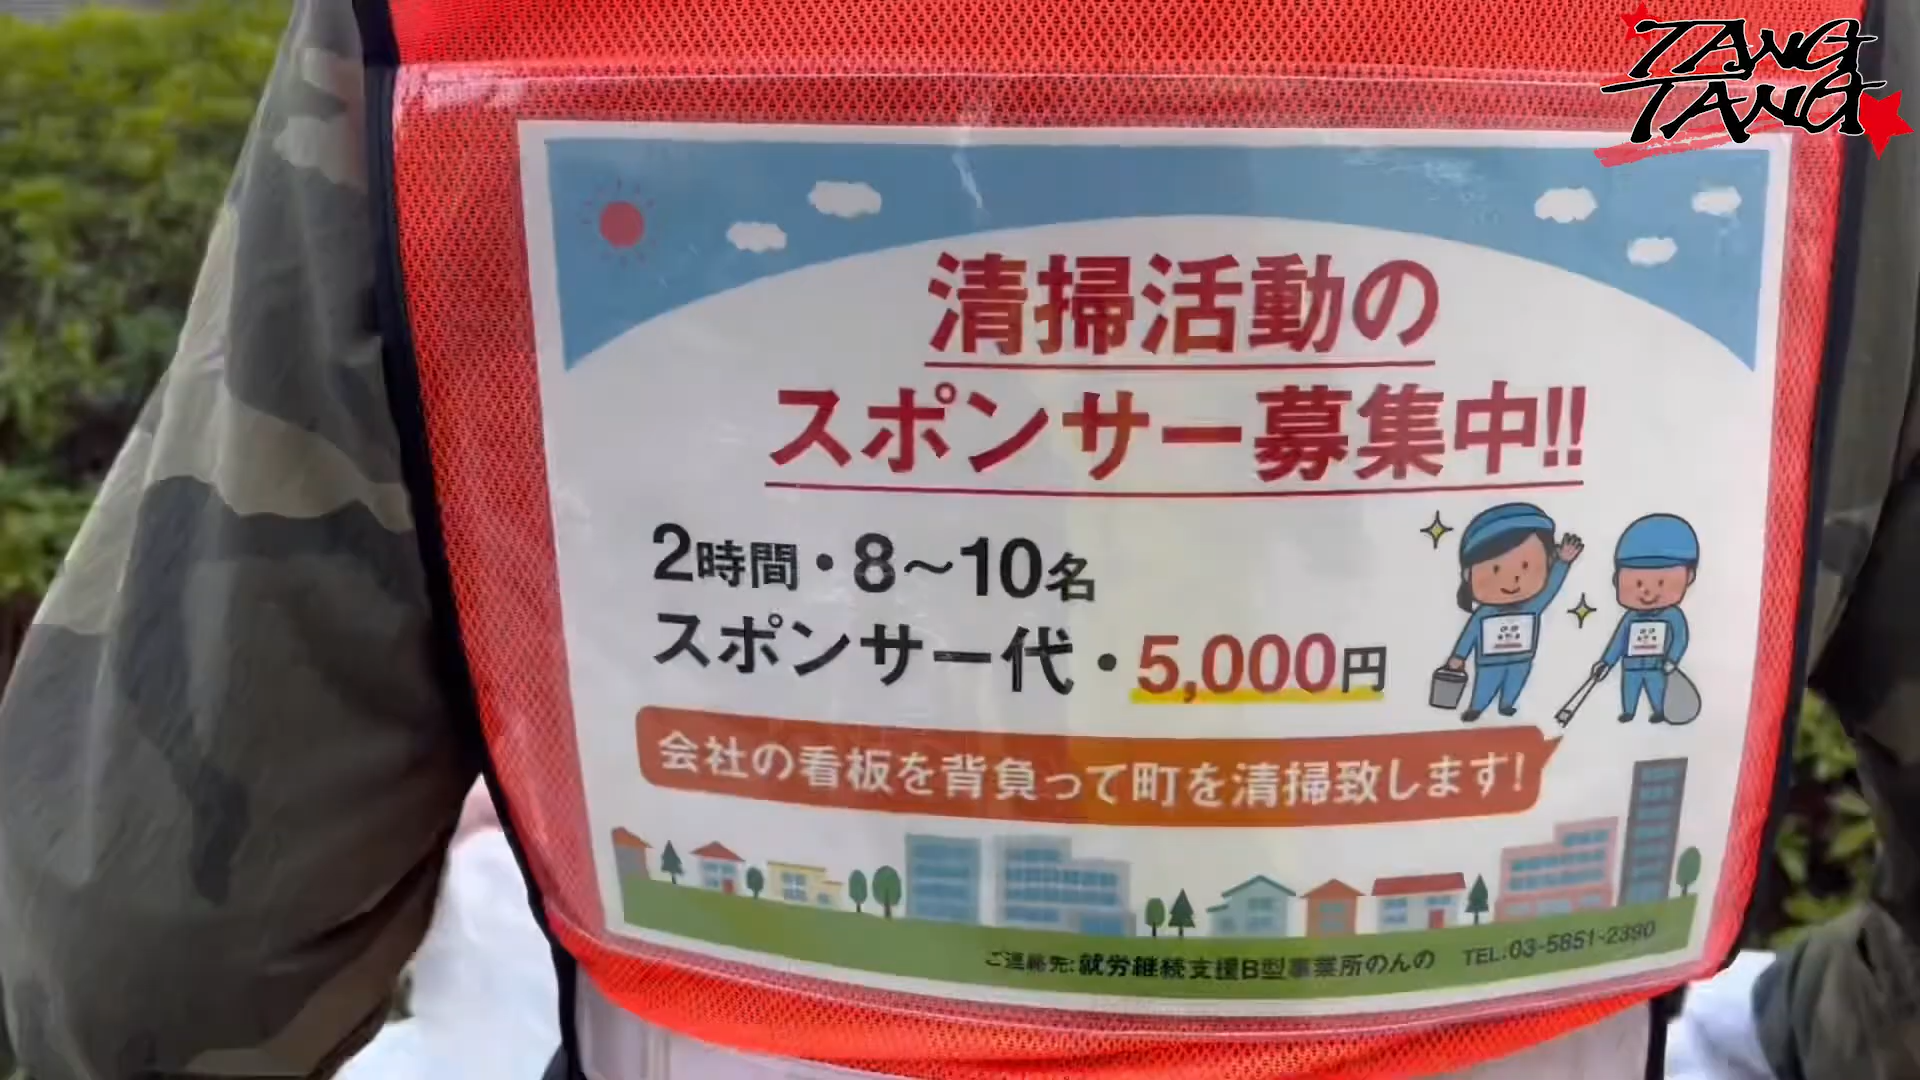 TANG
TANG
清掃活動の
スポンサー募集中!!
2時間・8～10名
スポンサー代・5,000円
会社の看板を背負って町を清掃致します!
ご連絡先:就労継続支援B型事業所のんの TEL.03-5851-2390